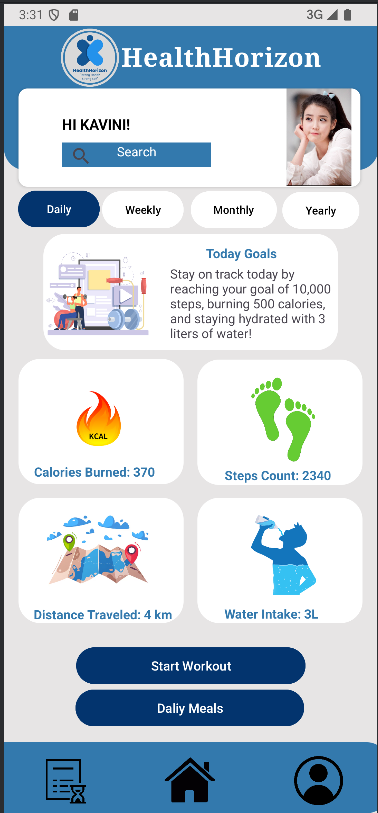 3:31
3G
HealthHorizon
HealthHorizon
HI KAVINI!
Search
Daily
Weekly
Monthly
Yearly
Today Goals
Stay on track today by
reaching your goal of 10,000
steps, burning 500 calories,
and staying hydrated with 3
liters of water!
KCAL
Calories Burned: 370
Steps Count: 2340
Distance Traveled: 4 km
Water Intake: 3L
Start Workout
Daliy Meals